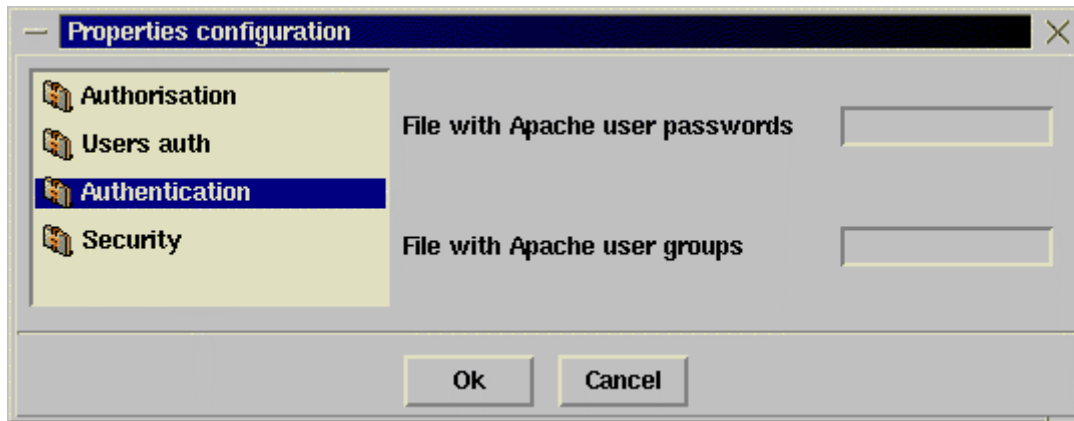 Properties configuration
Authorisation
Users auth
Authentication
Security
File with Apache user passwords
File with Apache user groups
Ok
Cancel